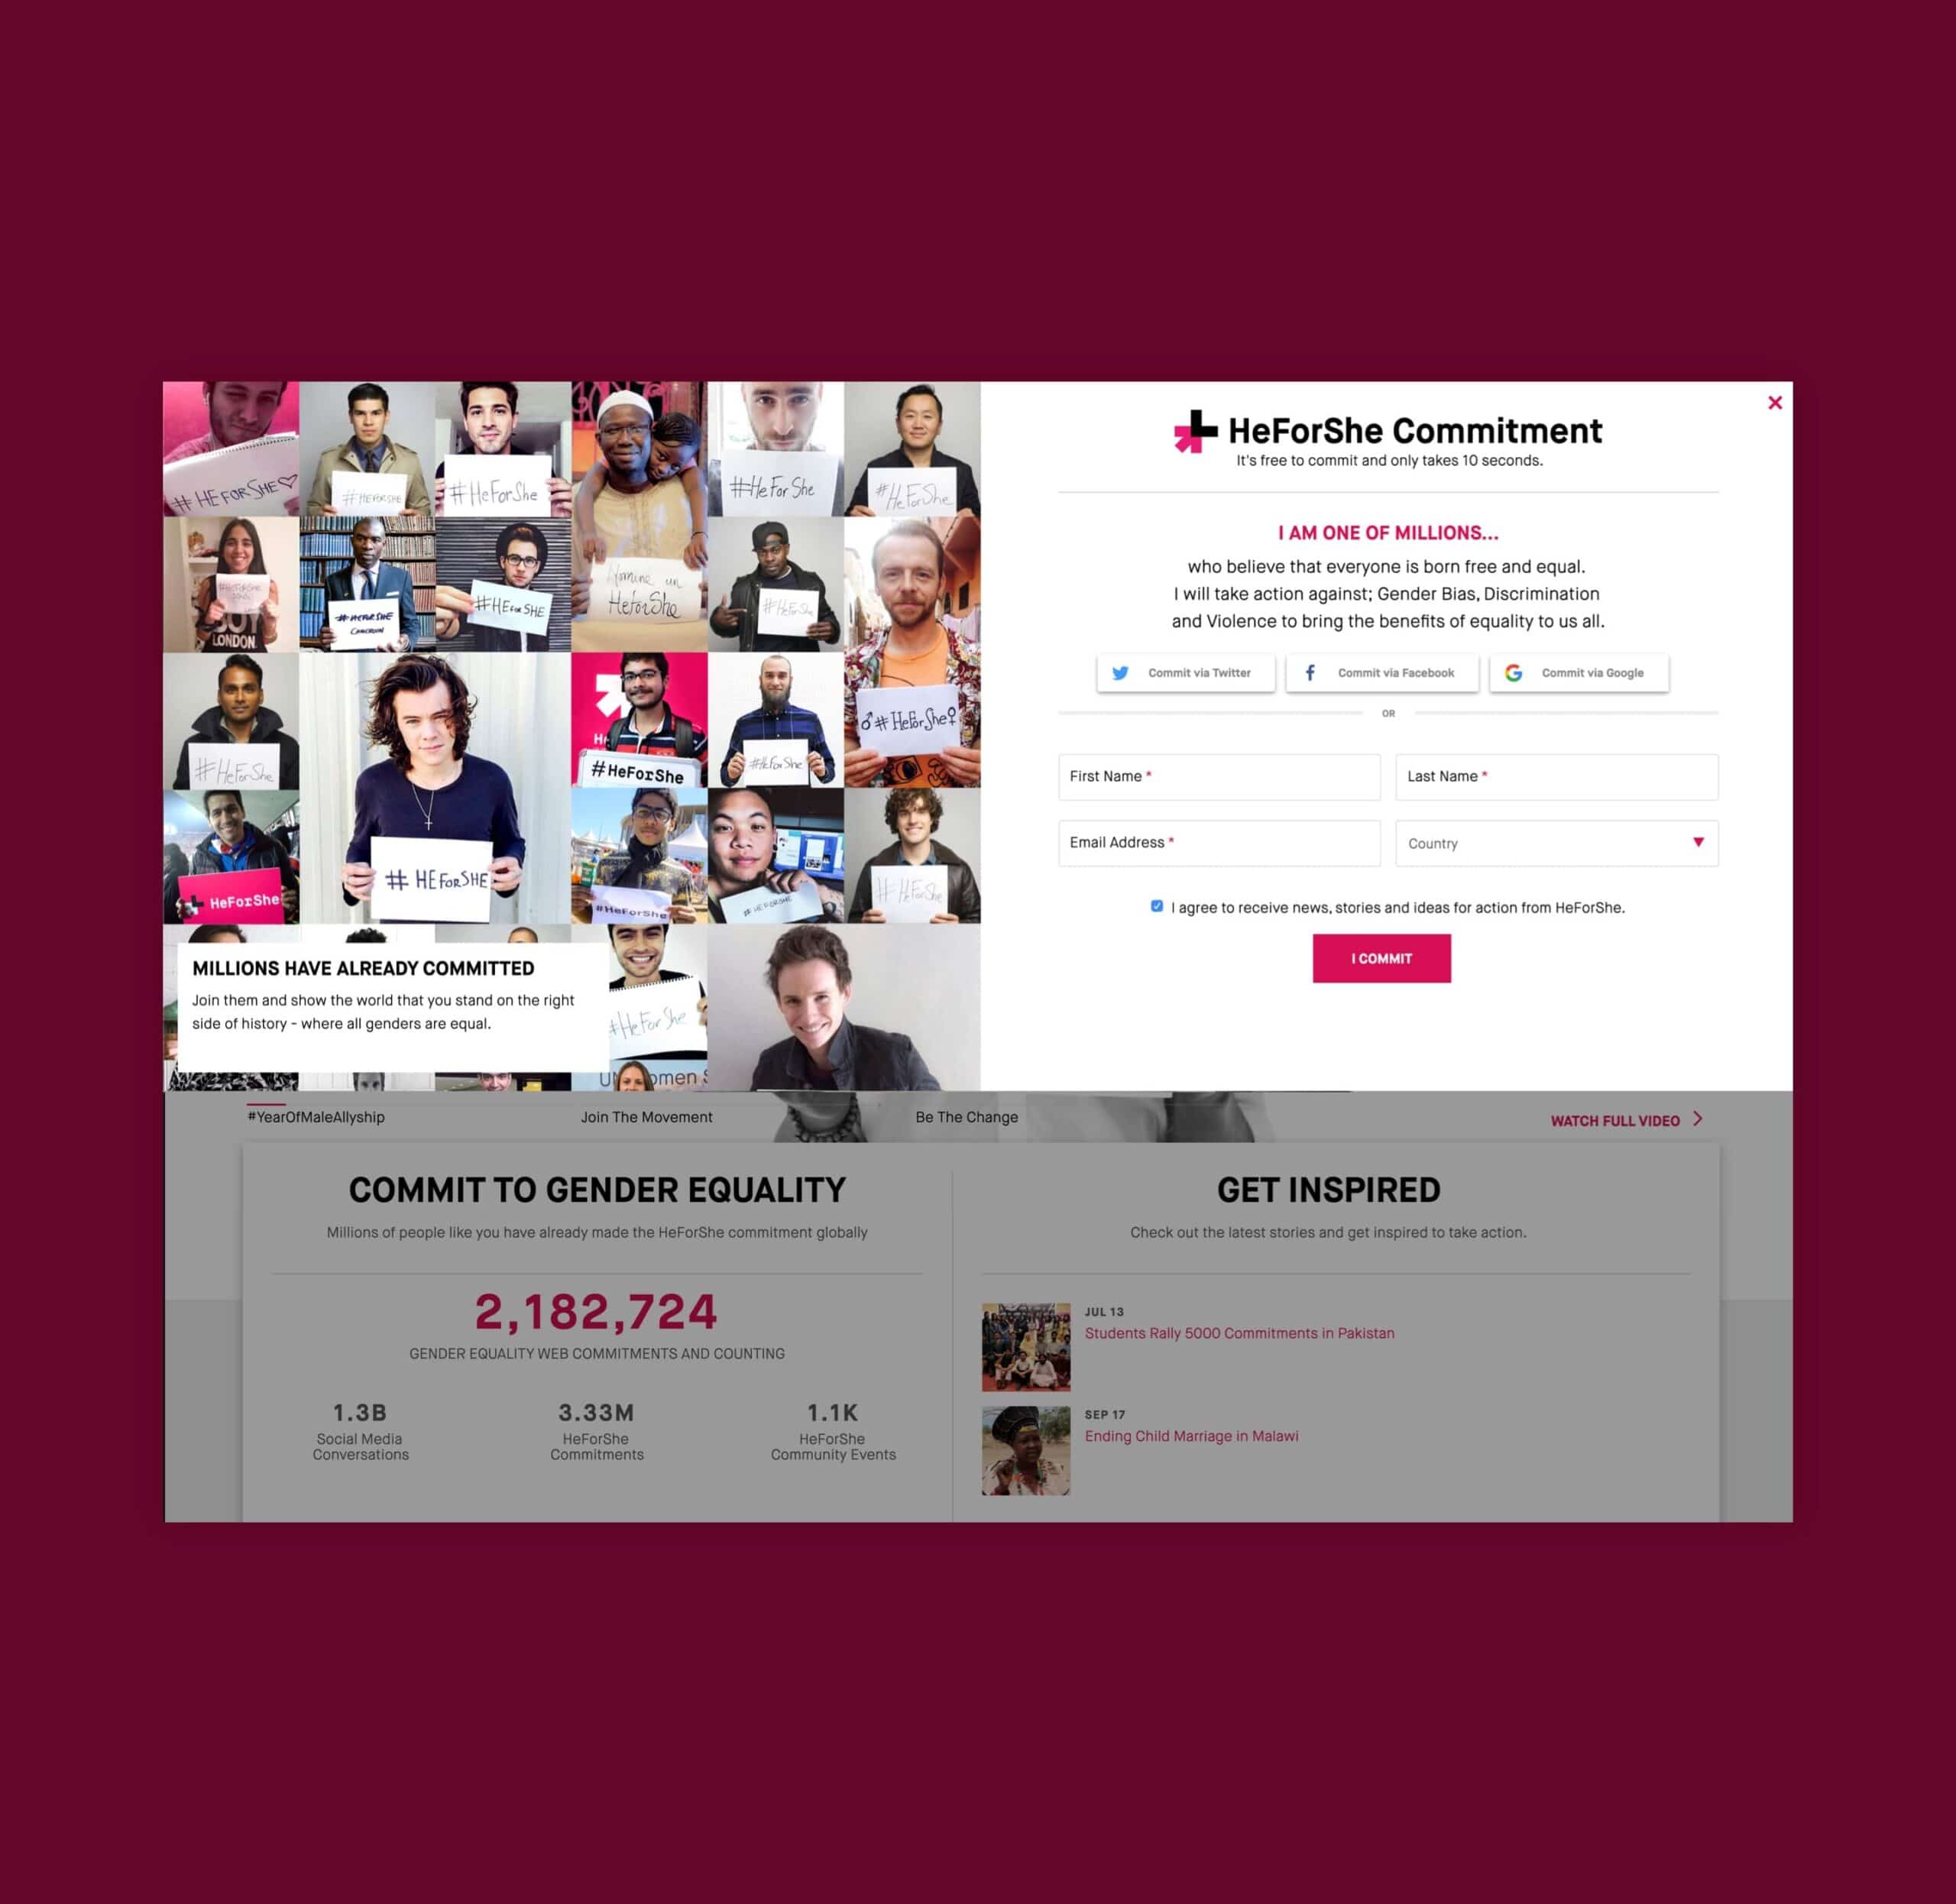 # HEFORSHE♡
#HEFORSHE
#HeForShe
#HeForShe
#HeForShe
#HEFORSHE
LONDON.
#HEFORSHE
CAMEROON
#HEFORSHE
HeForShe
#HeForShe
♂#HeForShe♀
#HeForShe
#HeForShe
#HeForShe
HeForShe
# HEFORSHE
#HeForShe
#HEFORSHE
#HeForShe
#HeForShe
MILLIONS HAVE ALREADY COMMITTED
Join them and show the world that you stand on the right
side of history - where all genders are equal.
HeForShe Commitment
It's free to commit and only takes 10 seconds.
I AM ONE OF MILLIONS...
who believe that everyone is born free and equal.
I will take action against; Gender Bias, Discrimination
and Violence to bring the benefits of equality to us all.
Commit via Twitter
Commit via Facebook
Commit via Google
OR
First Name *
Last Name *
Email Address *
Country
I agree to receive news, stories and ideas for action from HeForShe.
I COMMIT
#YearOfMaleAllyship
Join The Movement
Be The Change
WATCH FULL VIDEO
COMMIT TO GENDER EQUALITY
Millions of people like you have already made the HeForShe commitment globally
2,182,724
GENDER EQUALITY WEB COMMITMENTS AND COUNTING
1.3B
Social Media
Conversations
3.33M
HeForShe
Commitments
1.1K
HeForShe
Community Events
GET INSPIRED
Check out the latest stories and get inspired to take action.
JUL 13
Students Rally 5000 Commitments in Pakistan
SEP 17
Ending Child Marriage in Malawi